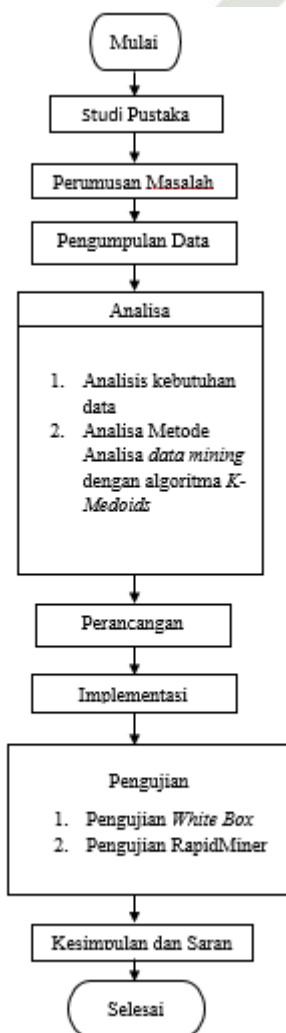 Mulai
Studi Pustaka
Perumusan Masalah
Pengumpulan Data
Analisa
1. Analisis kebutuhan
data
2. Analisa Metode
Analisa data mining
dengan algoritma K-
Medoids
Perancangan
Implementasi
Pengujian
1. Pengujian White Box
2. Pengujian RapidMiner
Kesimpulan dan Saran
Selesai